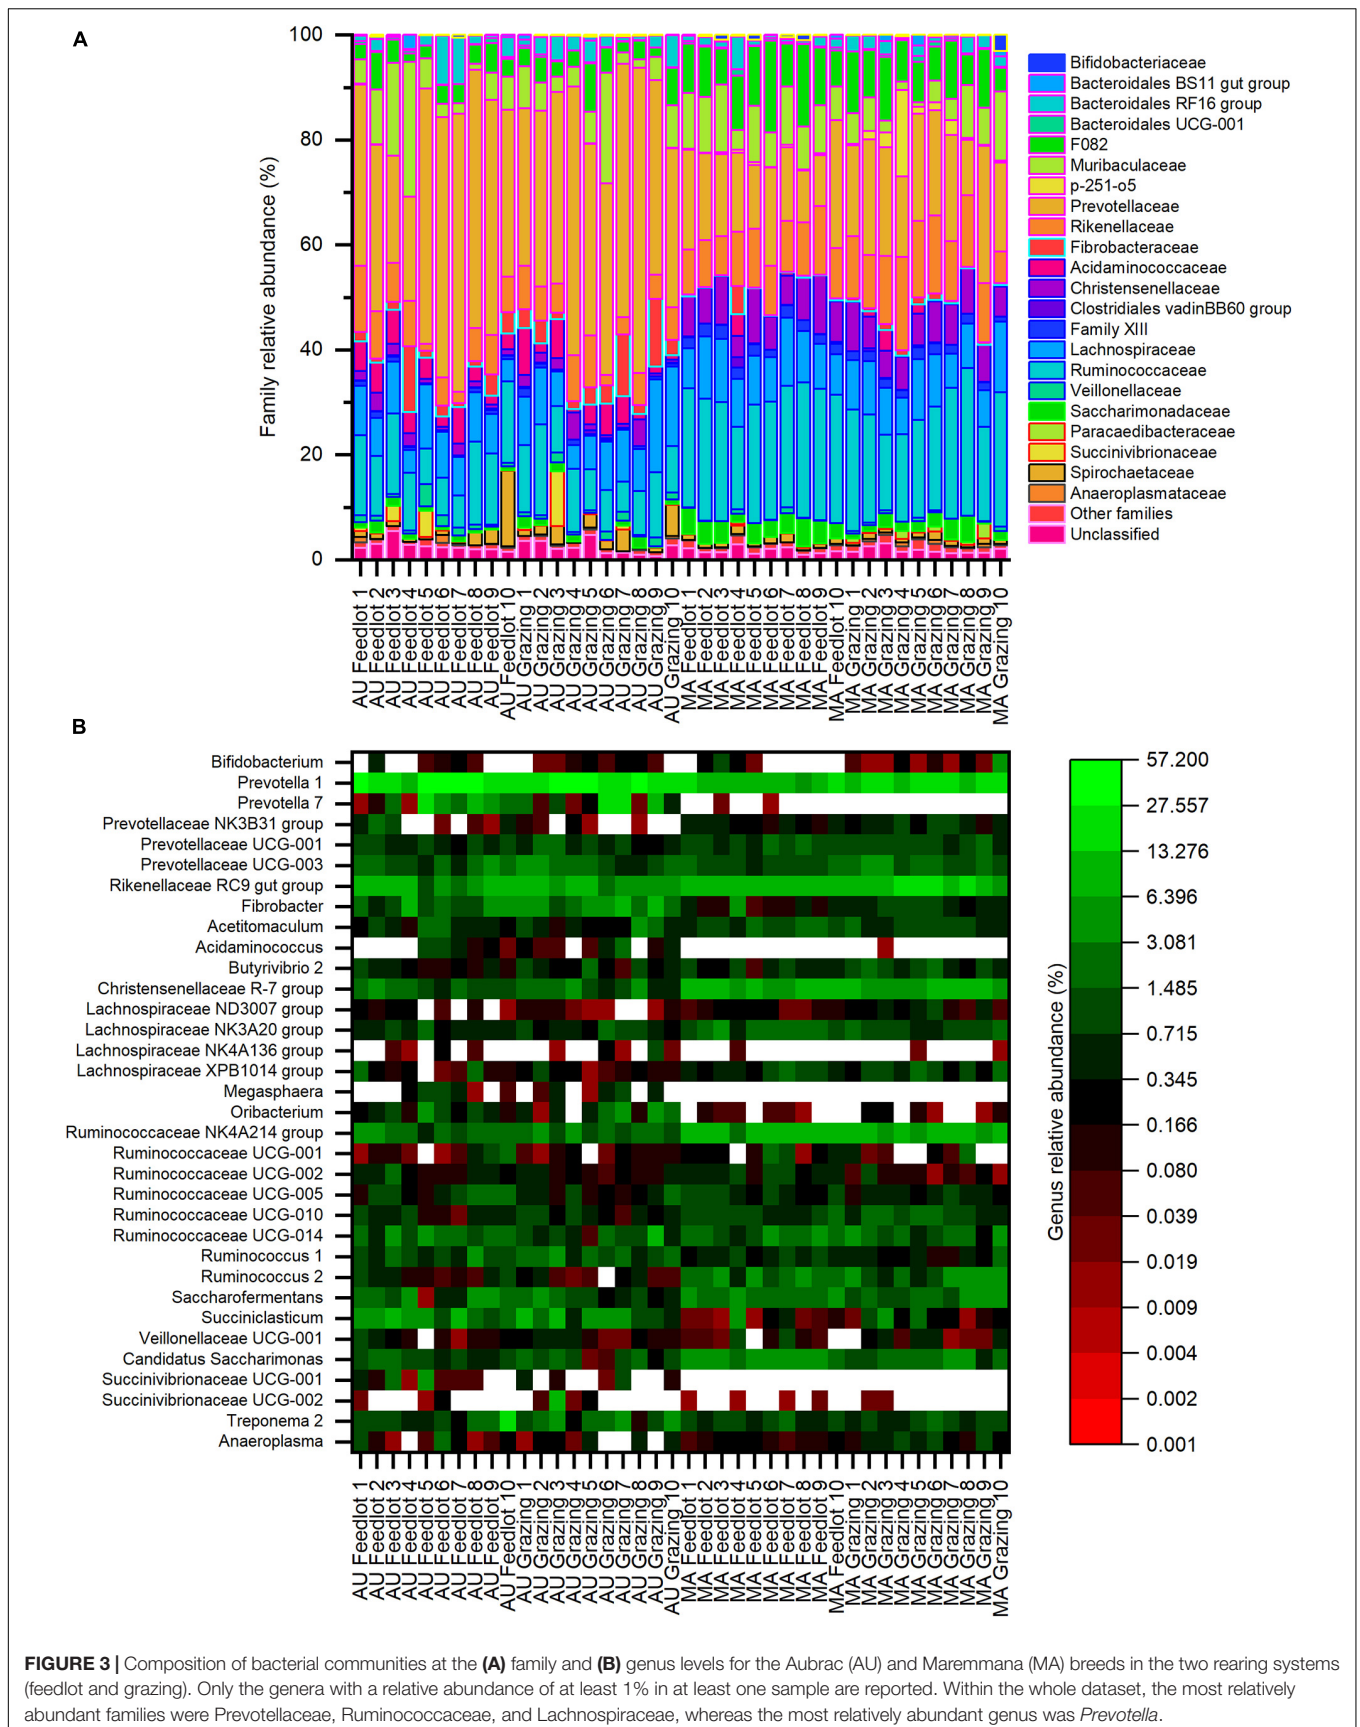 A
Family relative abundance (%)
100
80
60
40
20
0
AU Feedlot 1
AU Feedlot 2
AU Feedlot 3
AU Feedlot 4
AU Feedlot 5
AU Feedlot 6
AU Feedlot 7
AU Feedlot 8
AU Feedlot 9
AU Feedlot 10
AU Grazing 1
AU Grazing 2
AU Grazing 3
AU Grazing 4
AU Grazing 5
AU Grazing 6
AU Grazing 7
AU Grazing 8
AU Grazing 9
AU Grazing 10
MA Feedlot 1
MA Feedlot 2
MA Feedlot 3
MA Feedlot 4
MA Feedlot 5
MA Feedlot 6
MA Feedlot 7
MA Feedlot 8
MA Feedlot 9
MA Feedlot 10
MA Grazing 1
MA Grazing 2
MA Grazing 3
MA Grazing 4
MA Grazing 5
MA Grazing 6
MA Grazing 7
MA Grazing 8
MA Grazing 9
MA Grazing 10
Bifidobacteriaceae
Bacteroidales BS11 gut group
Bacteroidales RF16 group
Bacteroidales UCG-001
F082
Muribaculaceae
p-251-o5
Prevotellaceae
Rikenellaceae
Fibrobacteraceae
Acidaminococcaceae
Christensenellaceae
Clostridiales vadinBB60 group
Family XIII
Lachnospiraceae
Ruminococcaceae
Veillonellaceae
Saccharimonadaceae
Paracaedibacteraceae
Succinivibrionaceae
Spirochaetaceae
Anaeroplasmataceae
Other families
Unclassified
B
Bifidobacterium
Prevotella 1
Prevotella 7
Prevotellaceae NK3B31 group
Prevotellaceae UCG-001
Prevotellaceae UCG-003
Rikenellaceae RC9 gut group
Fibrobacter
Acetitomaculum
Acidaminococcus
Butyrivibrio 2
Christensenellaceae R-7 group
Lachnospiraceae ND3007 group
Lachnospiraceae NK3A20 group
Lachnospiraceae NK4A136 group
Lachnospiraceae XPB1014 group
Megasphaera
Oribacterium
Ruminococcaceae NK4A214 group
Ruminococcaceae UCG-001
Ruminococcaceae UCG-002
Ruminococcaceae UCG-005
Ruminococcaceae UCG-010
Ruminococcaceae UCG-014
Ruminococcus 1
Ruminococcus 2
Saccharofermentans
Succiniclasticum
Veillonellaceae UCG-001
Candidatus Saccharimonas
Succinivibrionaceae UCG-001
Succinivibrionaceae UCG-002
Treponema 2
Anaeroplasma
AU Feedlot 1
AU Feedlot 2
AU Feedlot 3
AU Feedlot 4
AU Feedlot 5
AU Feedlot 6
AU Feedlot 7
AU Feedlot 8
AU Feedlot 9
AU Feedlot 10
AU Grazing 1
AU Grazing 2
AU Grazing 3
AU Grazing 4
AU Grazing 5
AU Grazing 6
AU Grazing 7
AU Grazing 8
AU Grazing 9
AU Grazing 10
MA Feedlot 1
MA Feedlot 2
MA Feedlot 3
MA Feedlot 4
MA Feedlot 5
MA Feedlot 6
MA Feedlot 7
MA Feedlot 8
MA Feedlot 9
MA Feedlot 10
MA Grazing 1
MA Grazing 2
MA Grazing 3
MA Grazing 4
MA Grazing 5
MA Grazing 6
MA Grazing 7
MA Grazing 8
MA Grazing 9
MA Grazing 10
Genus relative abundance (%)
57.200
27.557
13.276
6.396
3.081
1.485
0.715
0.345
0.166
0.080
0.039
0.019
0.009
0.004
0.002
0.001
FIGURE 3 | Composition of bacterial communities at the (A) family and (B) genus levels for the Aubrac (AU) and Maremmana (MA) breeds in the two rearing systems
(feedlot and grazing). Only the genera with a relative abundance of at least 1% in at least one sample are reported. Within the whole dataset, the most relatively
abundant families were Prevotellaceae, Ruminococcaceae, and Lachnospiraceae, whereas the most relatively abundant genus was Prevotella.